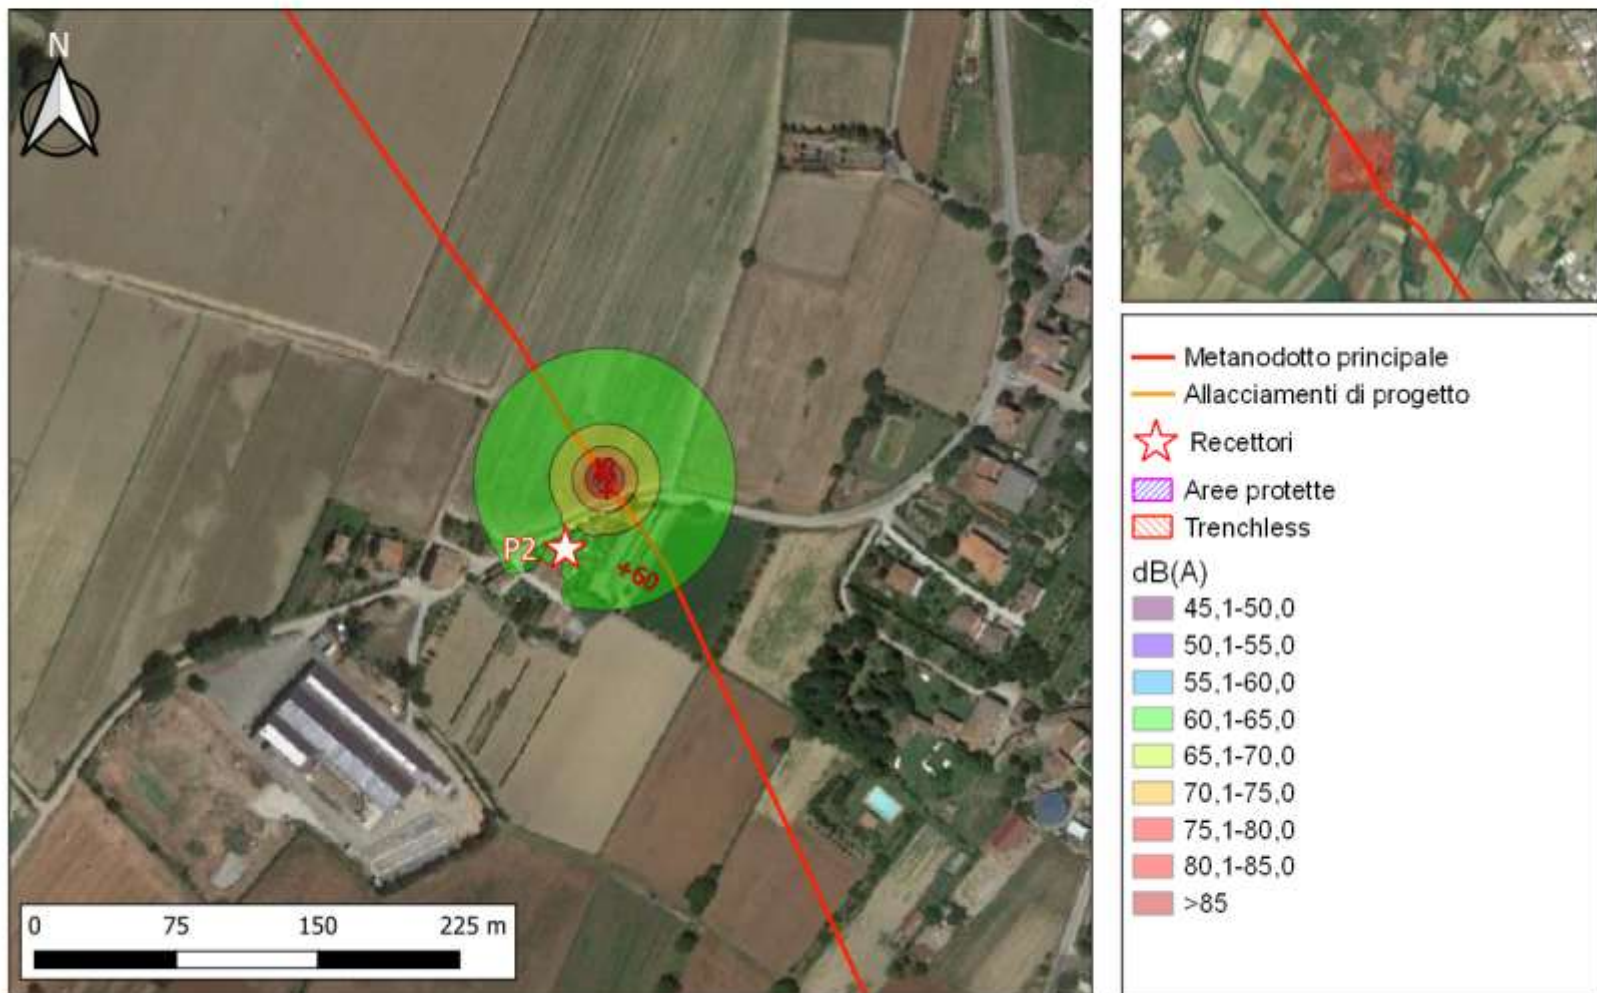 N
P2
+60
0 75 150 225 m
Metanodotto principale
Allacciamenti di progetto
Recettori
Aree protette
Trenchless
dB(A)
45,1-50,0
50,1-55,0
55,1-60,0
60,1-65,0
65,1-70,0
70,1-75,0
75,1-80,0
80,1-85,0
>85